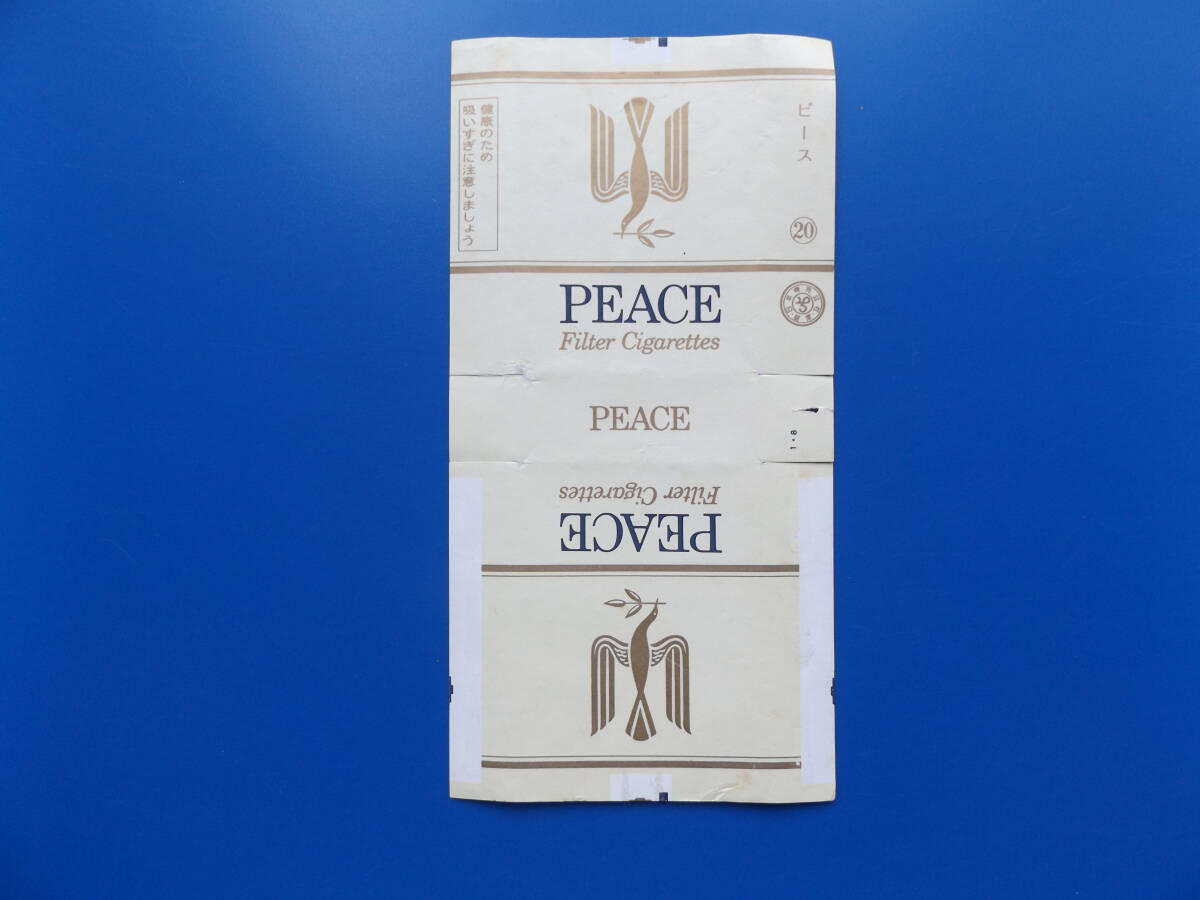 健康のため
吸いすぎに注意しましょう
ピース
20
PEACE
Filter Cigarettes
PEACE
1・8
Filter Cigarettes
PEACE